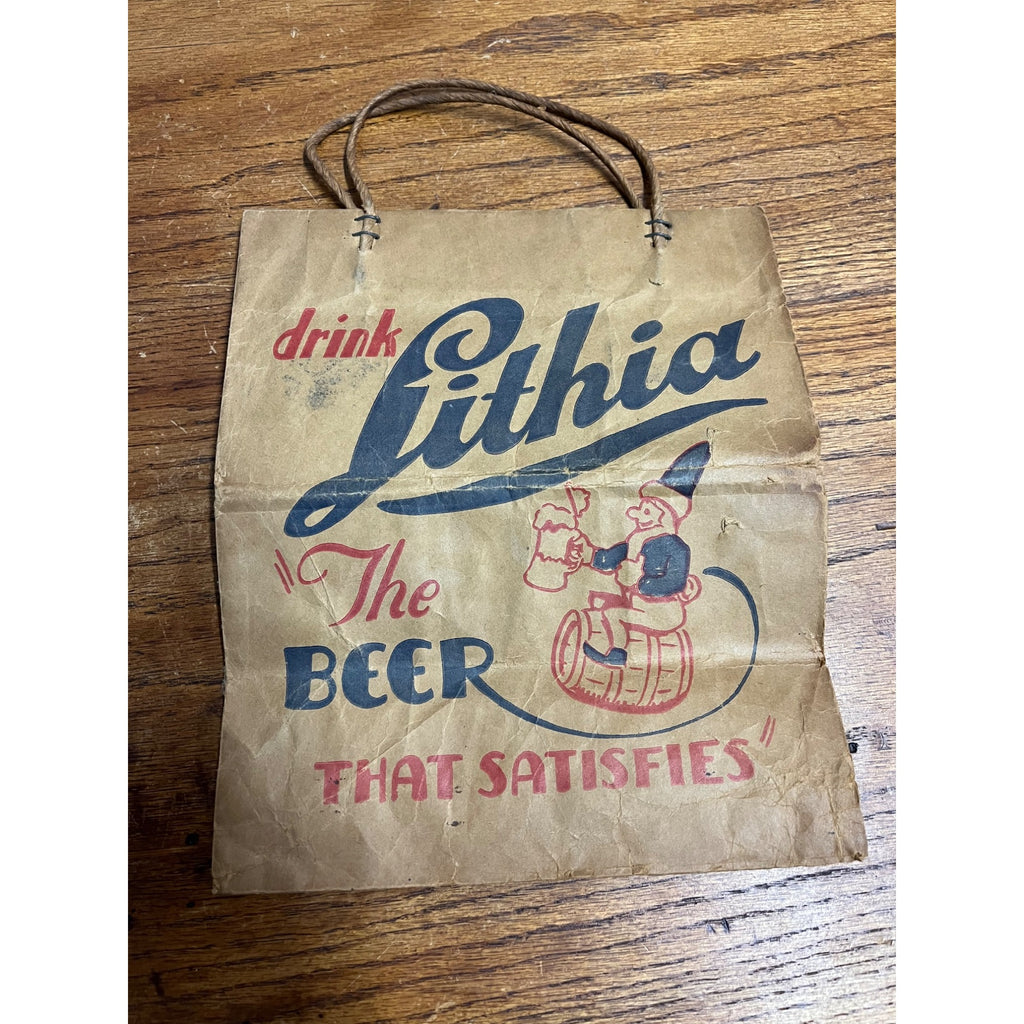 drink Lithia
"The
BEER
THAT SATISFIES"